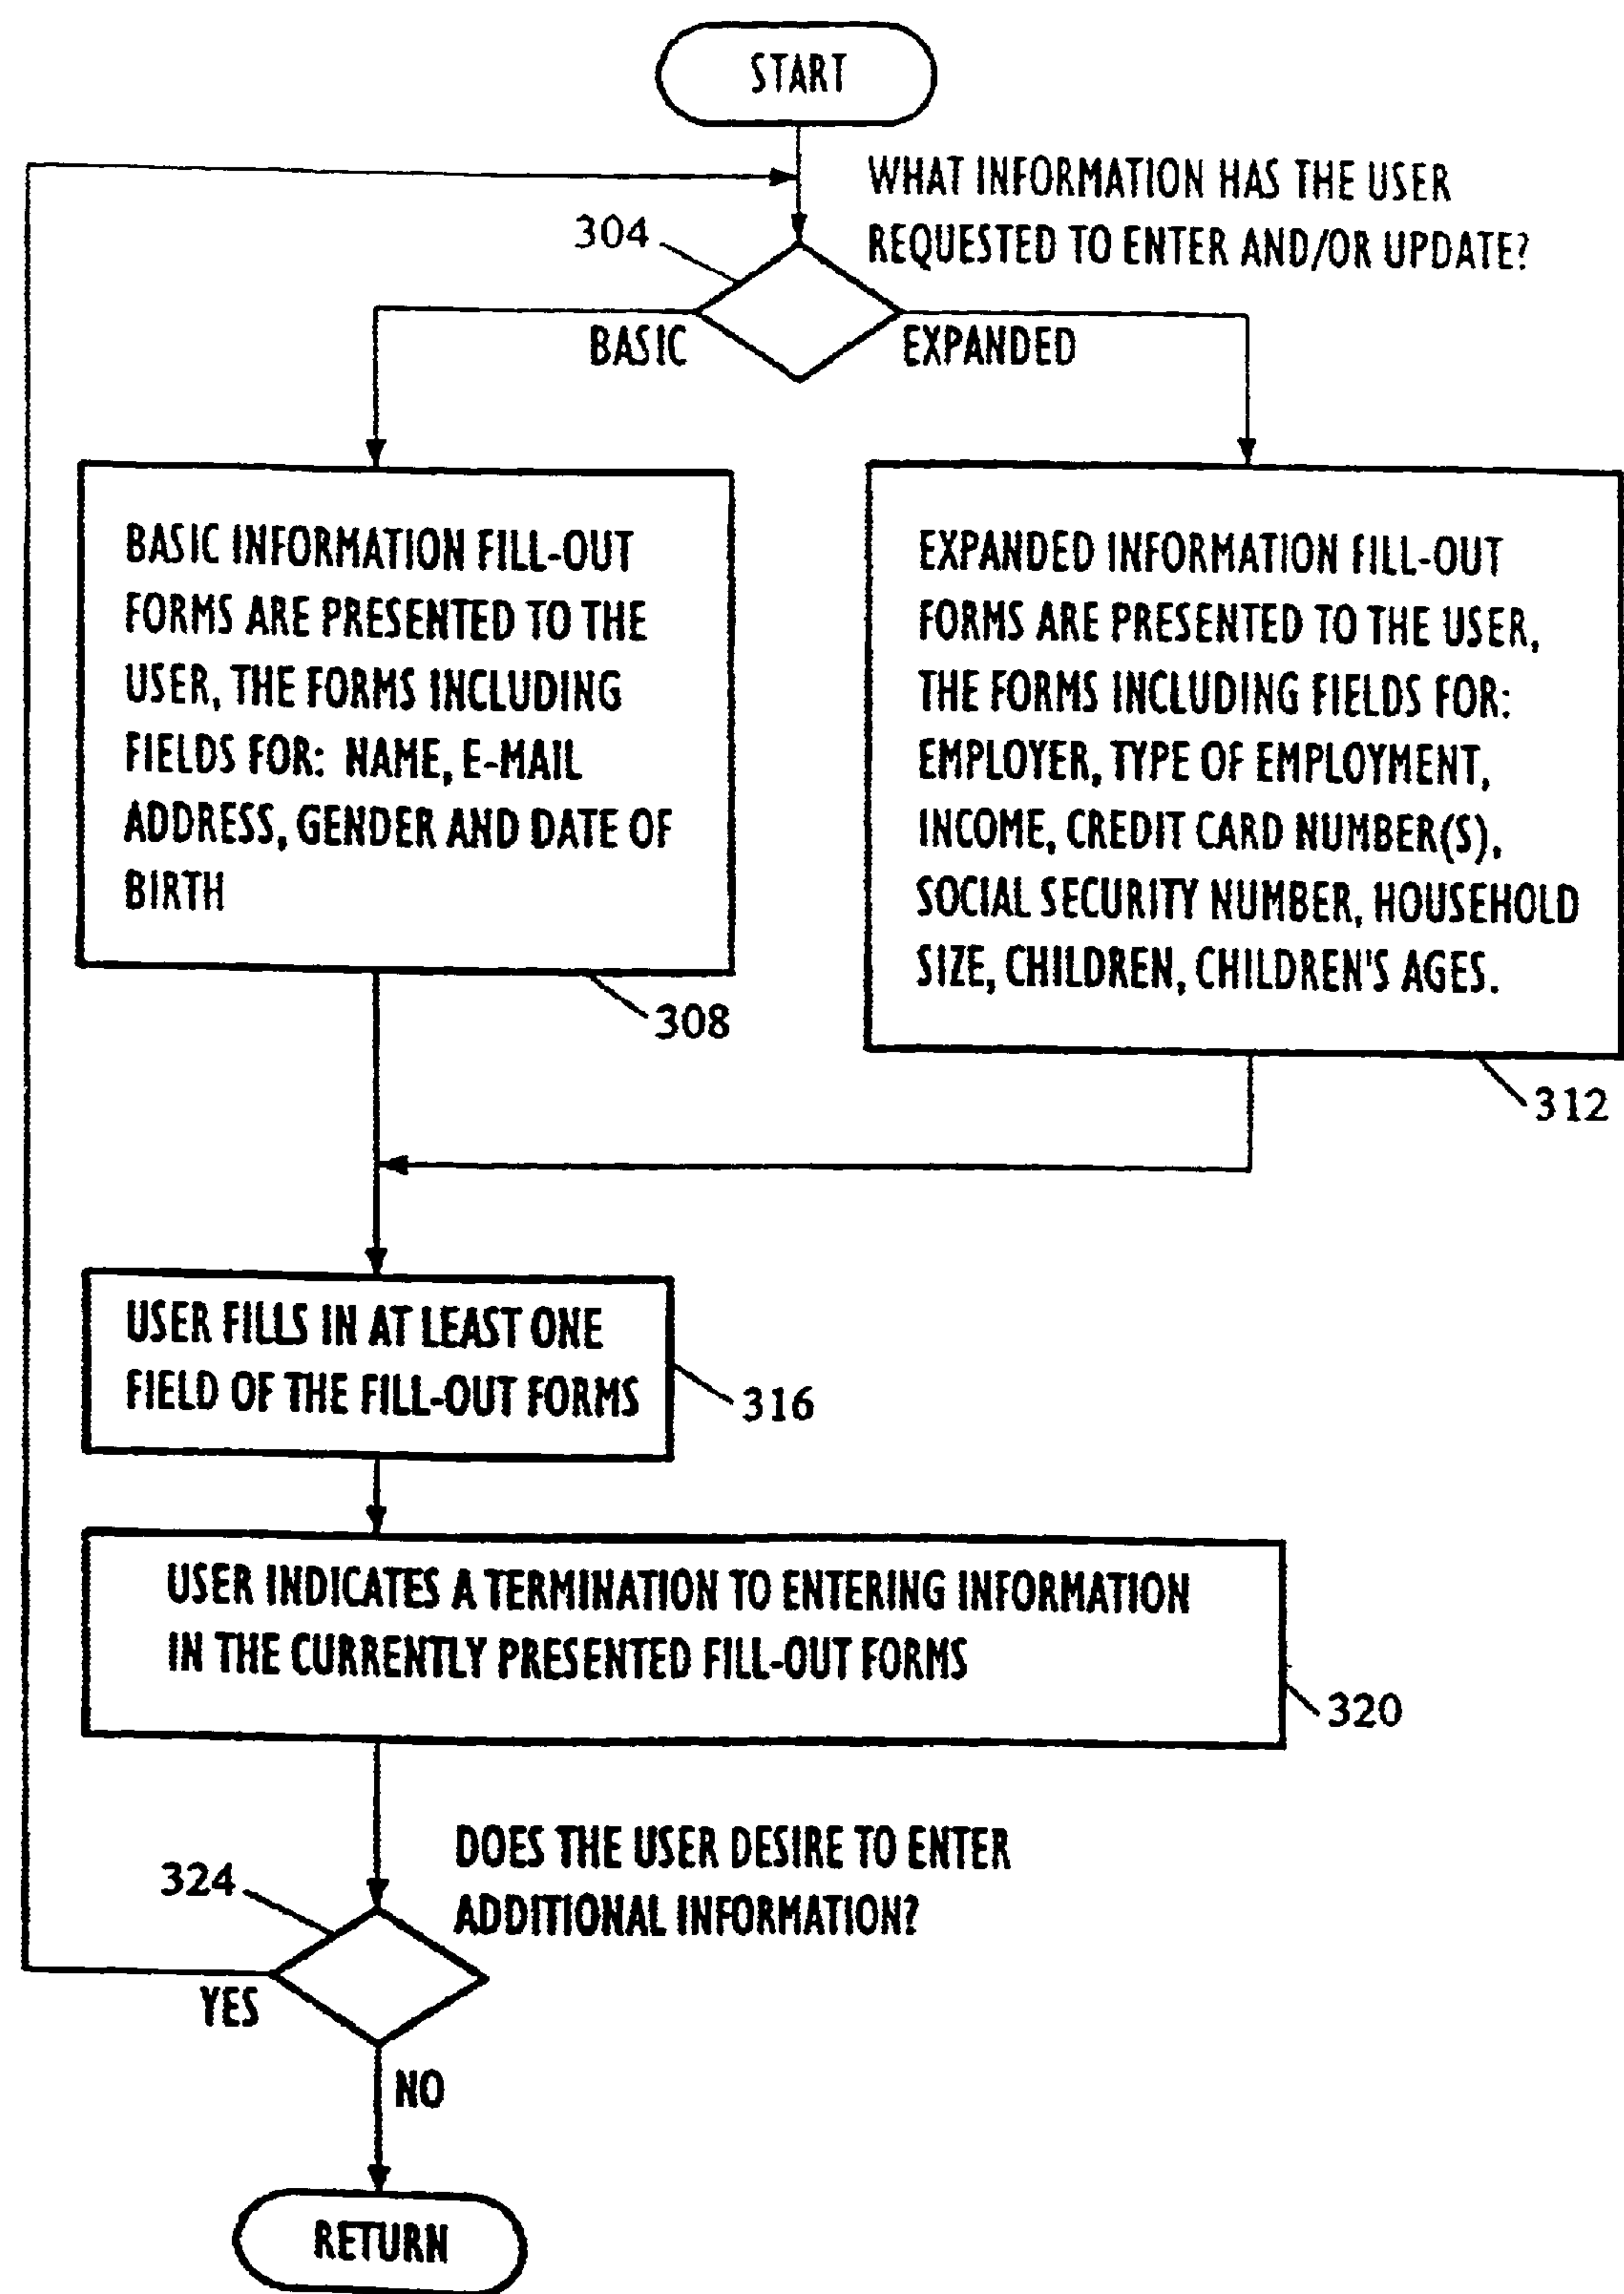 START
WHAT INFORMATION HAS THE USER
REQUESTED TO ENTER AND/OR UPDATE?
304
BASIC
EXPANDED
BASIC INFORMATION FILL-OUT
FORMS ARE PRESENTED TO THE
USER, THE FORMS INCLUDING
FIELDS FOR: NAME, E-MAIL
ADDRESS, GENDER AND DATE OF
BIRTH
308
EXPANDED INFORMATION FILL-OUT
FORMS ARE PRESENTED TO THE USER,
THE FORMS INCLUDING FIELDS FOR:
EMPLOYER, TYPE OF EMPLOYMENT,
INCOME, CREDIT CARD NUMBER(S),
SOCIAL SECURITY NUMBER, HOUSEHOLD
SIZE, CHILDREN, CHILDREN'S AGES.
312
USER FILLS IN AT LEAST ONE
FIELD OF THE FILL-OUT FORMS
316
USER INDICATES A TERMINATION TO ENTERING INFORMATION
IN THE CURRENTLY PRESENTED FILL-OUT FORMS
320
DOES THE USER DESIRE TO ENTER
ADDITIONAL INFORMATION?
324
YES
NO
RETURN